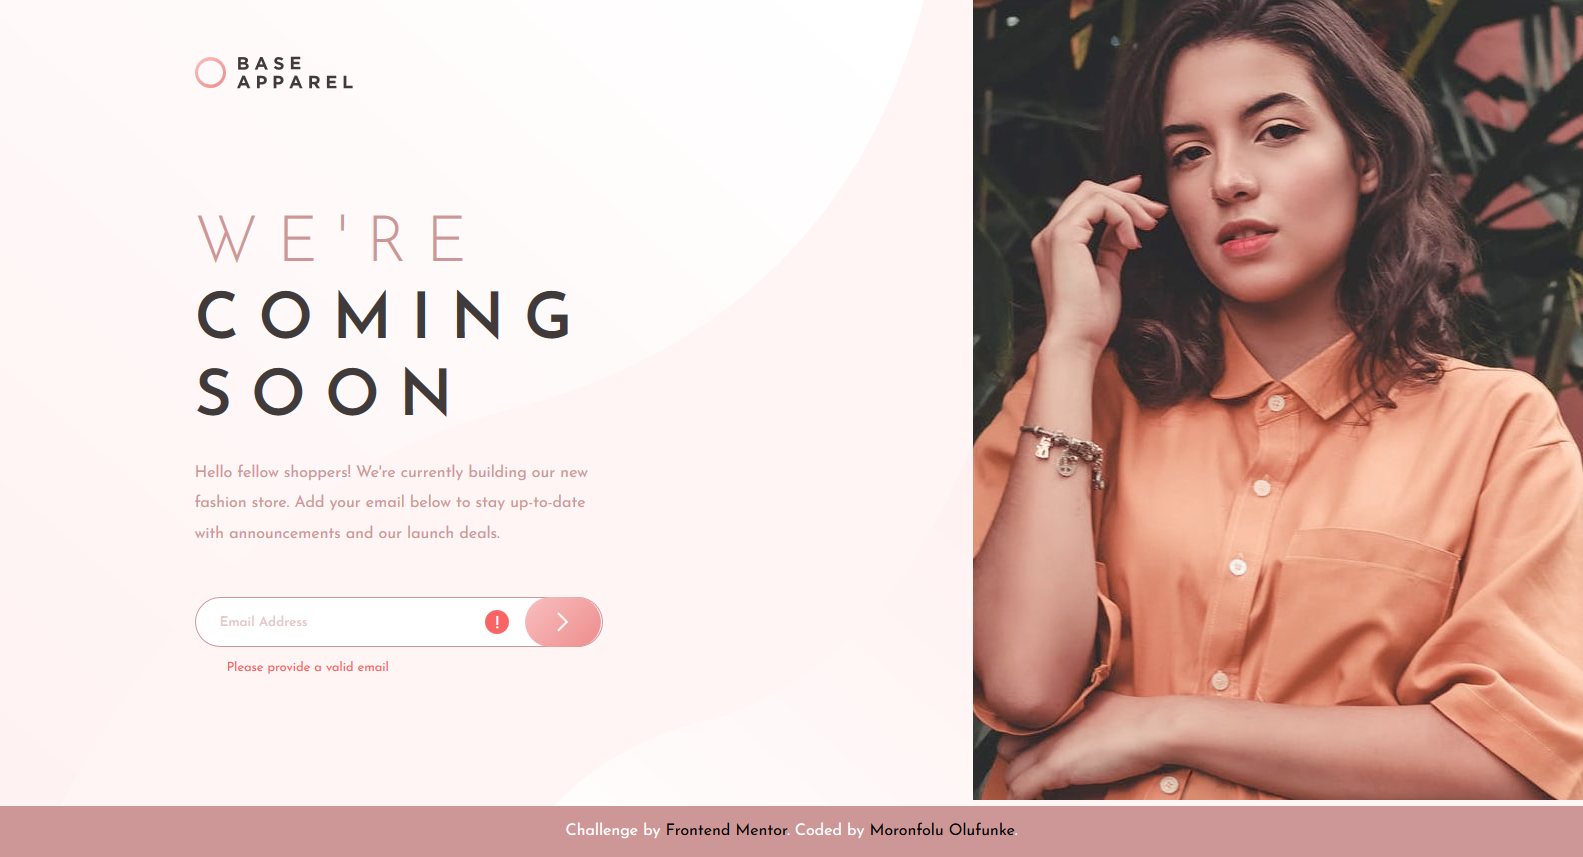 BASE
APPAREL
WE'RE
COMING
SOON
Hello fellow shoppers! We're currently building our new
fashion store. Add your email below to stay up-to-date
with announcements and our launch deals.
Email Address !
Please provide a valid email
Challenge by Frontend Mentor. Coded by Moronfolu Olufunke.